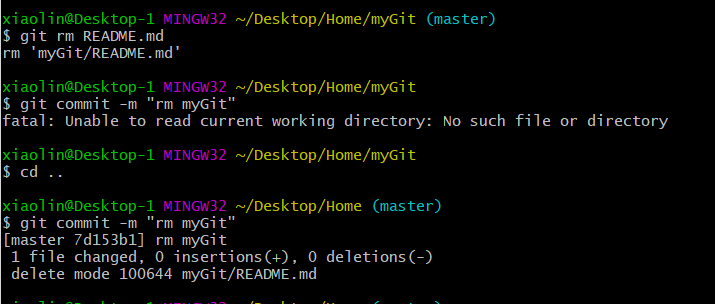 xiaolin@Desktop-1 MINGW32 ~/Desktop/Home/myGit (master)
$ git rm README.md
rm 'myGit/README.md'
xiaolin@Desktop-1 MINGW32 ~/Desktop/Home/myGit
$ git commit -m "rm myGit"
fatal: Unable to read current working directory: No such file or directory
xiaolin@Desktop-1 MINGW32 ~/Desktop/Home/myGit
$ cd ..
xiaolin@Desktop-1 MINGW32 ~/Desktop/Home (master)
$ git commit -m "rm myGit"
[master 7d153b1] rm myGit
 1 file changed, 0 insertions(+), 0 deletions(-)
 delete mode 100644 myGit/README.md